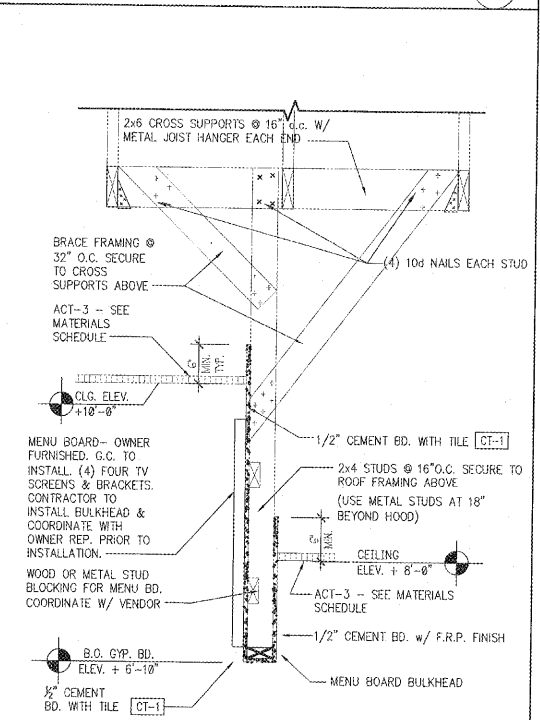 2x6 CROSS SUPPORTS @ 16" o.c. W/
METAL JOIST HANGER EACH END
BRACE FRAMING @
32" O.C. SECURE
TO CROSS
SUPPORTS ABOVE
(4) 10d NAILS EACH STUD
ACT-3 - SEE
MATERIALS
SCHEDULE
6"
MIN.
TYP.
CLG. ELEV.
+10'-0"
1/2" CEMENT BD. WITH TILE CT-1
MENU BOARD- OWNER
FURNISHED. G.C. TO
INSTALL. (4) FOUR TV
SCREENS & BRACKETS.
CONTRACTOR TO
INSTALL BULKHEAD &
COORDINATE WITH
OWNER REP. PRIOR TO
INSTALLATION.
2x4 STUDS @ 16"O.C. SECURE TO
ROOF FRAMING ABOVE
(USE METAL STUDS AT 18"
BEYOND HOOD)
6"
MIN.
CEILING
ELEV. + 8'-0"
WOOD OR METAL STUD
BLOCKING FOR MENU BD.
COORDINATE W/ VENDOR
ACT-3 - SEE MATERIALS
SCHEDULE
1/2" CEMENT BD. w/ F.R.P. FINISH
B.O. GYP. BD.
ELEV. + 6'-10"
MENU BOARD BULKHEAD
½" CEMENT
BD. WITH TILE CT-1